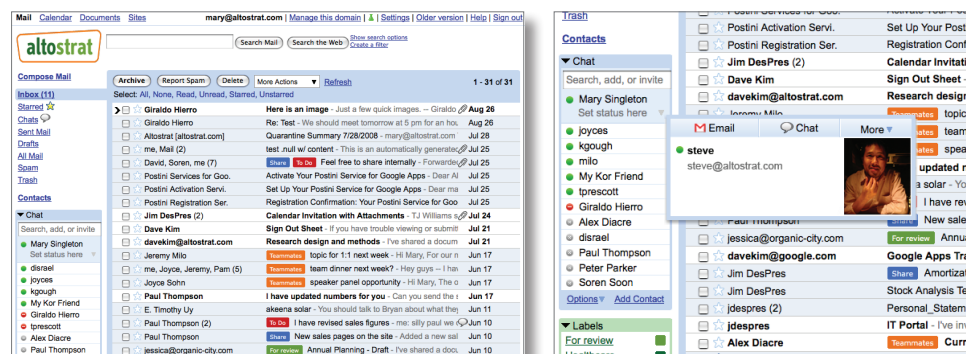 Mail Calendar Documents Sites
mary@altostrat.com | Manage this domain | Settings | Older version | Help | Sign out
altostrat
Search Mail
Search the Web
Show search options
Create a filter
Compose Mail
Inbox (11)
Starred
Chats
Sent Mail
Drafts
All Mail
Spam
Trash
Contacts
Chat
Search, add, or invite
Mary Singleton
Set status here
disrael
joyces
kgough
My Kor Friend
Giraldo Hierro
tprescott
Alex Diacre
Paul Thompson
Archive Report Spam Delete More Actions Refresh 1 - 31 of 31
Select: All, None, Read, Unread, Starred, Unstarred
Giraldo Hierro Here is an image - Just a few quick images. -- Giraldo Aug 26
Giraldo Hierro Re: Test - We should meet tomorrow at 5 pm for an hou Aug 26
Altostrat [altostrat.com] Quarantine Summary 7/28/2008 - mary@altostrat.com Jul 28
me, Mail (2) test .null w/ content - This is an automatically generated Jul 25
David, Soren, me (7) Share To Do Feel free to share internally - Forwarded Jul 25
Postini Services for Goo. Activate Your Postini Service for Google Apps - Dear Al Jul 25
Postini Activation Servi. Set Up Your Postini Service for Google Apps - Dear ma Jul 25
Postini Registration Ser. Registration Confirmation: Your Postini Service for Goo Jul 25
Jim DesPres (2) Calendar Invitation with Attachments - TJ Williams s Jul 24
Dave Kim Sign Out Sheet - If you have trouble viewing or submitt Jul 21
davekim@altostrat.com Research design and methods - I've shared a docum Jul 21
Jeremy Milo Teammates topic for 1:1 next week - Hi Mary, For our n Jun 17
me, Joyce, Jeremy, Pam (5) Teammates team dinner next week? - Hey guys -- I hav Jun 17
Joyce Sohn Teammates speaker panel opportunity - Hi Mary, The o Jun 17
Paul Thompson I have updated numbers for you - Can you send the s Jun 17
E. Timothy Uy akeena solar - You should talk to Bryan about what they Jun 11
Paul Thompson (2) To Do I have revised sales figures - me: silly paul we Jun 10
Paul Thompson Share New sales pages on the site - Added a new sal Jun 10
jessica@organic-city.com For review Annual Planning - Draft - I've shared a docu Jun 10
Trash
Contacts
Chat
Search, add, or invite
Mary Singleton
Set status here
joyces
kgough
milo
My Kor Friend
tprescott
Giraldo Hierro
Alex Diacre
disrael
Paul Thompson
Peter Parker
Soren Soon
Options Add Contact
Labels
For review
Postini Activation Servi. Set Up Your Post
Postini Registration Ser. Registration Conf
Jim DesPres (2) Calendar Invitati
Dave Kim Sign Out Sheet -
davekim@altostrat.com Research design
Jeremy Milo Teammates topic
Email Chat More
steve
steve@altostrat.com
team
spea
updated n
a solar - Yo
I have rev
Paul Thompson New sale
jessica@organic-city.com For review Annua
davekim@google.com Google Apps Tra
Jim DesPres Share Amortizat
Jim DesPres Stock Analysis Te
jdespres (2) Personal_Statem
jdespres IT Portal - I've inv
Alex Diacre Teammates Curr